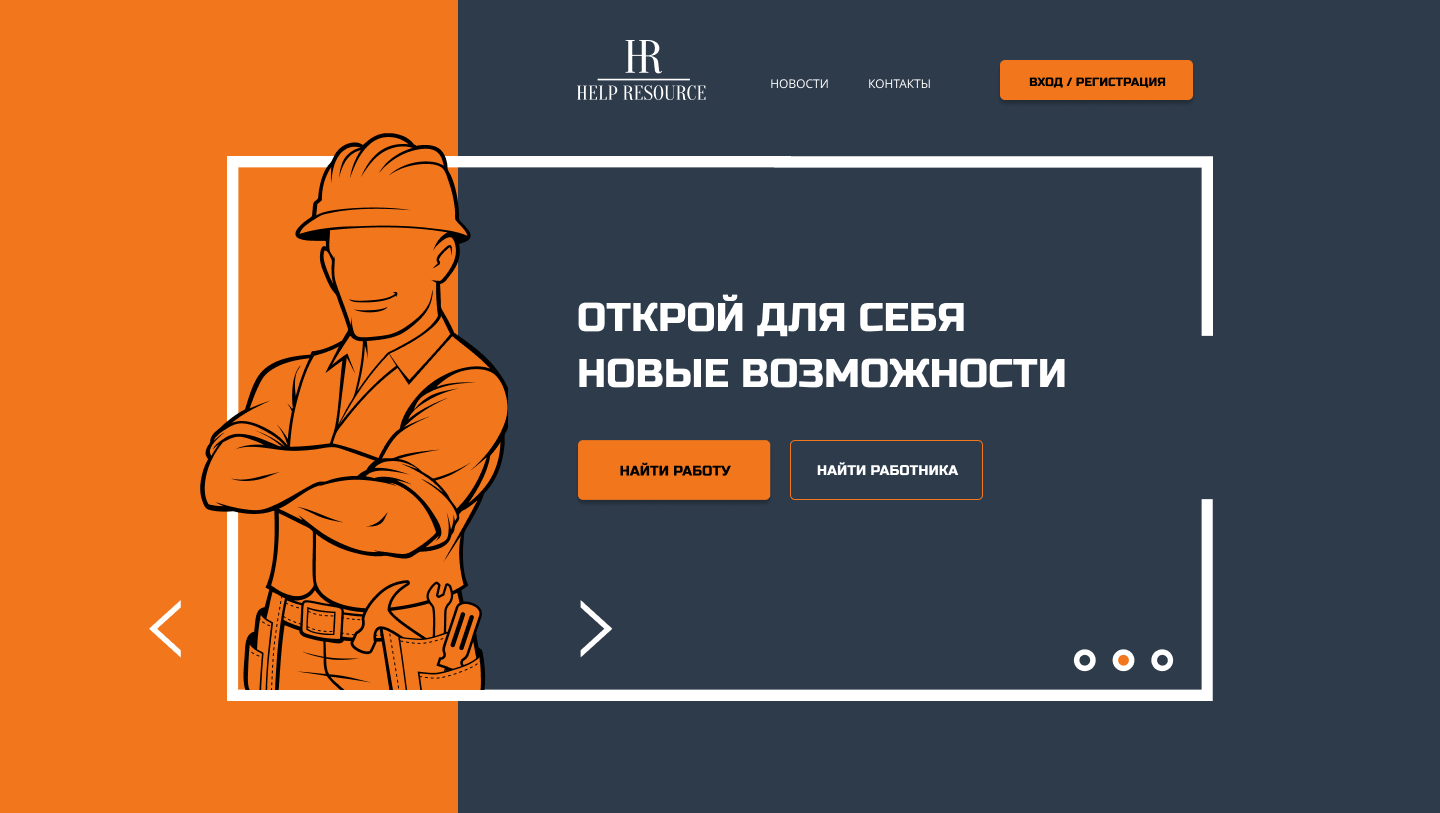 HR
HELP RESOURCE
НОВОСТИ
КОНТАКТЫ
ВХОД / РЕГИСТРАЦИЯ
ОТКРОЙ ДЛЯ СЕБЯ
НОВЫЕ ВОЗМОЖНОСТИ
НАЙТИ РАБОТУ
НАЙТИ РАБОТНИКА